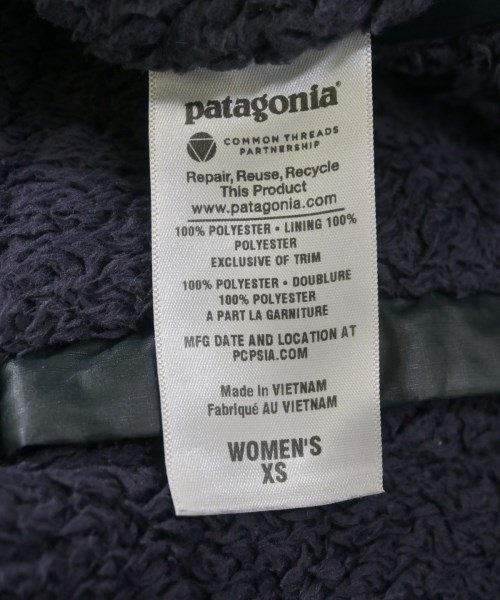 patagonia®
COMMON THREADS
PARTNERSHIP
Repair, Reuse, Recycle
This Product
www.patagonia.com
100% POLYESTER • LINING 100%
POLYESTER
EXCLUSIVE OF TRIM
100% POLYESTER • DOUBLURE
100% POLYESTER
A PART LA GARNITURE
MFG DATE AND LOCATION AT
PCPSIA.COM
Made in VIETNAM
Fabriqué AU VIETNAM
WOMEN'S
XS